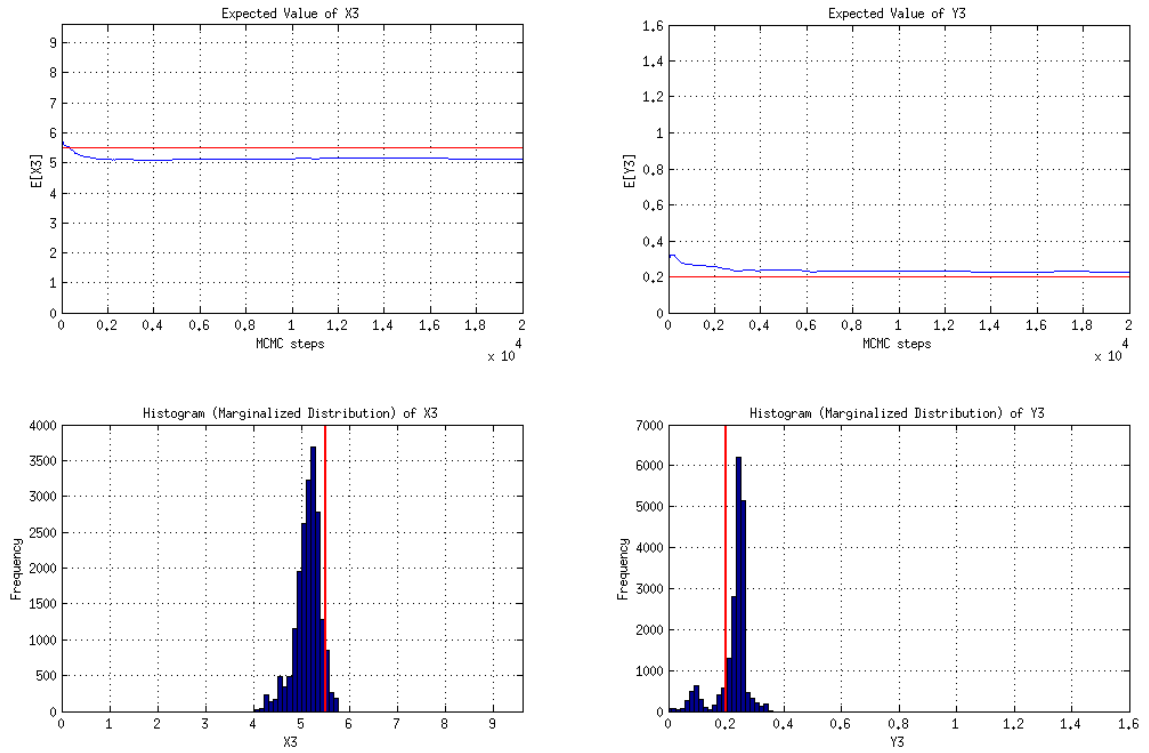 Expected Value of X3
9
8
7
6
5
4
3
2
1
0
E[X3]
0 0.2 0.4 0.6 0.8 1 1.2 1.4 1.6 1.8 2
MCMC steps
x 10 4
Expected Value of Y3
1.6
1.4
1.2
1
0.8
0.6
0.4
0.2
0
E[Y3]
0 0.2 0.4 0.6 0.8 1 1.2 1.4 1.6 1.8 2
MCMC steps
x 10 4
Histogram (Marginalized Distribution) of X3
4000
3500
3000
2500
2000
1500
1000
500
0
Frequency
0 1 2 3 4 5 6 7 8 9
X3
Histogram (Marginalized Distribution) of Y3
7000
6000
5000
4000
3000
2000
1000
0
Frequency
0 0.2 0.4 0.6 0.8 1 1.2 1.4 1.6
Y3